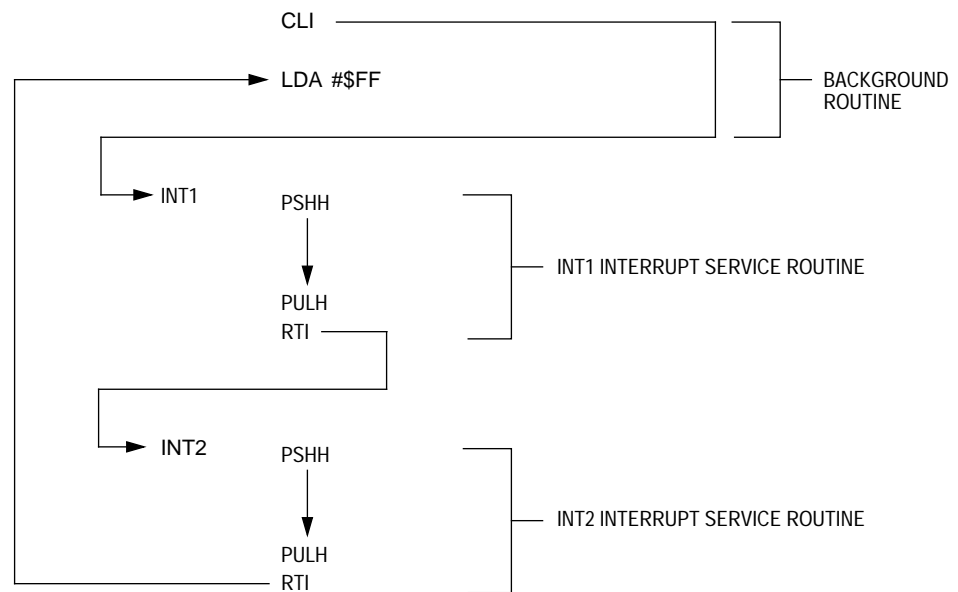 CLI
LDA #$FF
BACKGROUND
ROUTINE
INT1
PSHH
INT1 INTERRUPT SERVICE ROUTINE
PULH
RTI
INT2
PSHH
INT2 INTERRUPT SERVICE ROUTINE
PULH
RTI